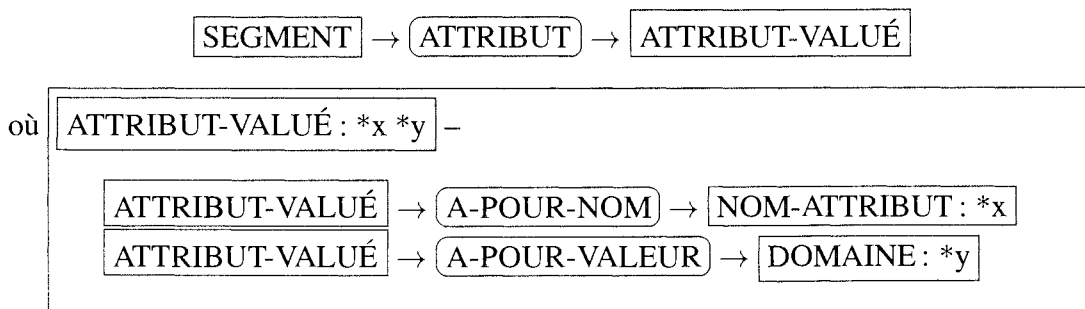 SEGMENT → ATTRIBUT → ATTRIBUT-VALUÉ
où ATTRIBUT-VALUÉ : *x *y –
ATTRIBUT-VALUÉ → A-POUR-NOM → NOM-ATTRIBUT : *x
ATTRIBUT-VALUÉ → A-POUR-VALEUR → DOMAINE : *y